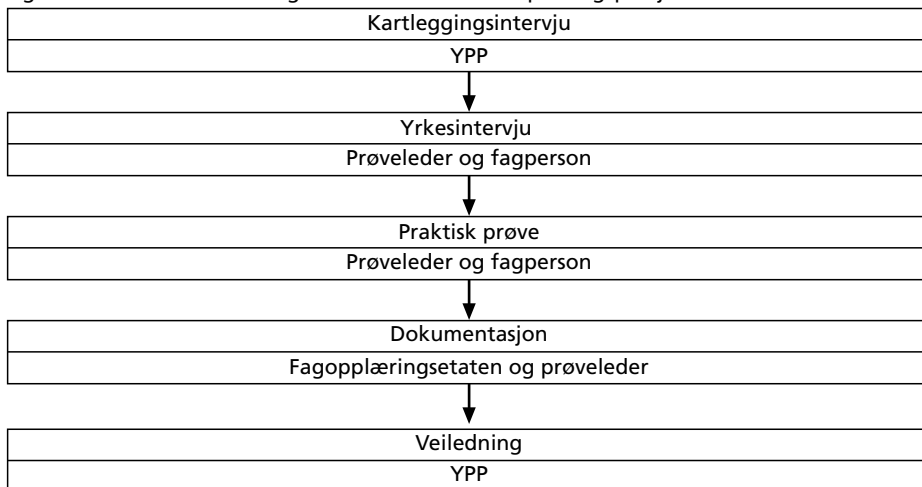 Kartleggingsintervju
YPP
Yrkesintervju
Prøveleder og fagperson
Praktisk prøve
Prøveleder og fagperson
Dokumentasjon
Fagopplæringsetaten og prøveleder
Veiledning
YPP